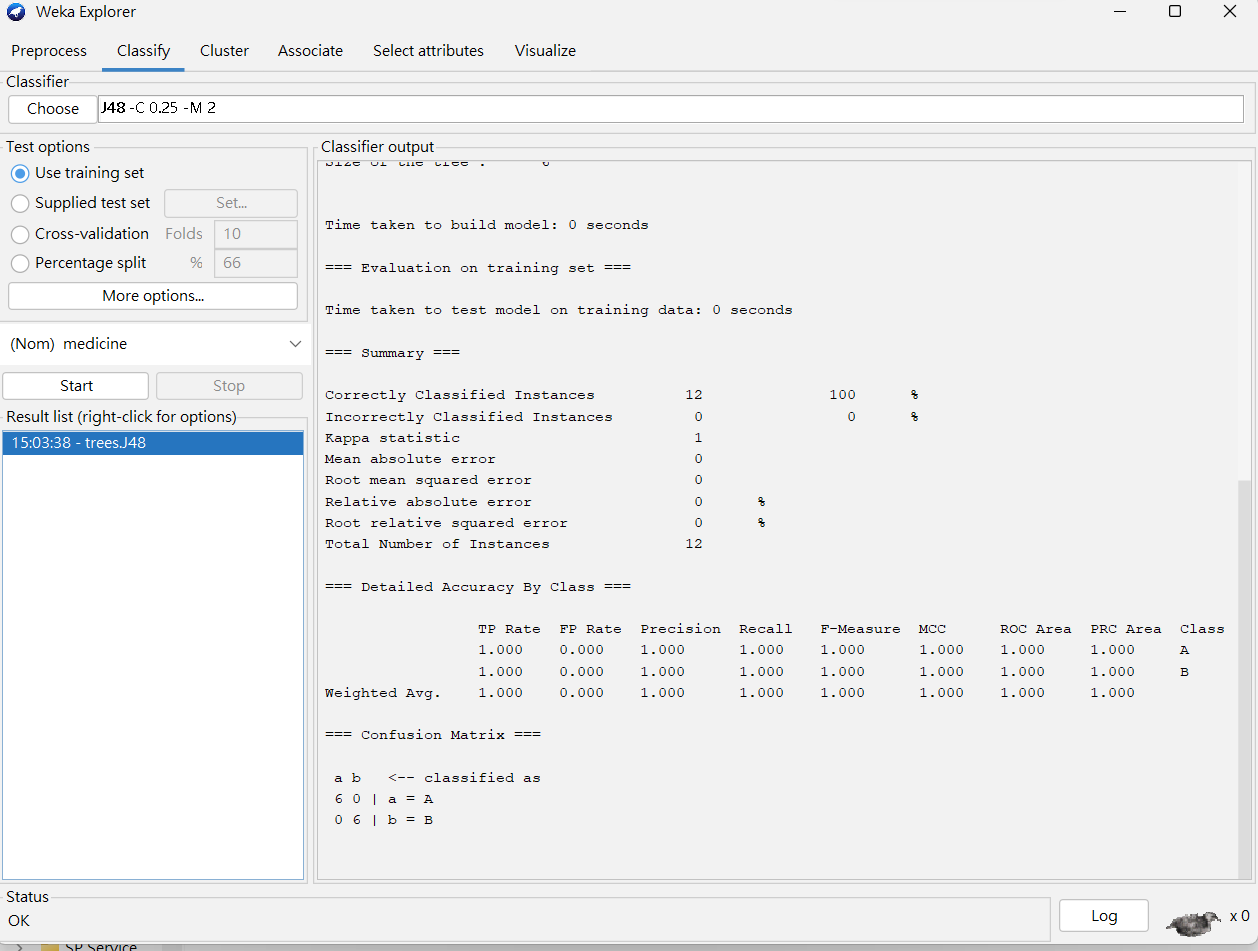 Weka Explorer
Preprocess Classify Cluster Associate Select attributes Visualize
Classifier
Choose J48 -C 0.25 -M 2
Test options
Use training set
Supplied test set Set...
Cross-validation Folds 10
Percentage split % 66
More options...
(Nom) medicine
Start Stop
Result list (right-click for options)
15:03:38 - trees.J48
Classifier output
Size of the tree :
Time taken to build model: 0 seconds
=== Evaluation on training set ===
Time taken to test model on training data: 0 seconds
=== Summary ===
Correctly Classified Instances 12 100 %
Incorrectly Classified Instances 0 0 %
Kappa statistic 1
Mean absolute error 0
Root mean squared error 0
Relative absolute error 0 %
Root relative squared error 0 %
Total Number of Instances 12
=== Detailed Accuracy By Class ===
TP Rate FP Rate Precision Recall F-Measure MCC ROC Area PRC Area Class
1.000 0.000 1.000 1.000 1.000 1.000 1.000 1.000 A
1.000 0.000 1.000 1.000 1.000 1.000 1.000 1.000 B
Weighted Avg. 1.000 0.000 1.000 1.000 1.000 1.000 1.000 1.000
=== Confusion Matrix ===
a b <-- classified as
6 0 | a = A
0 6 | b = B
Status
OK
Log x 0
SP Service